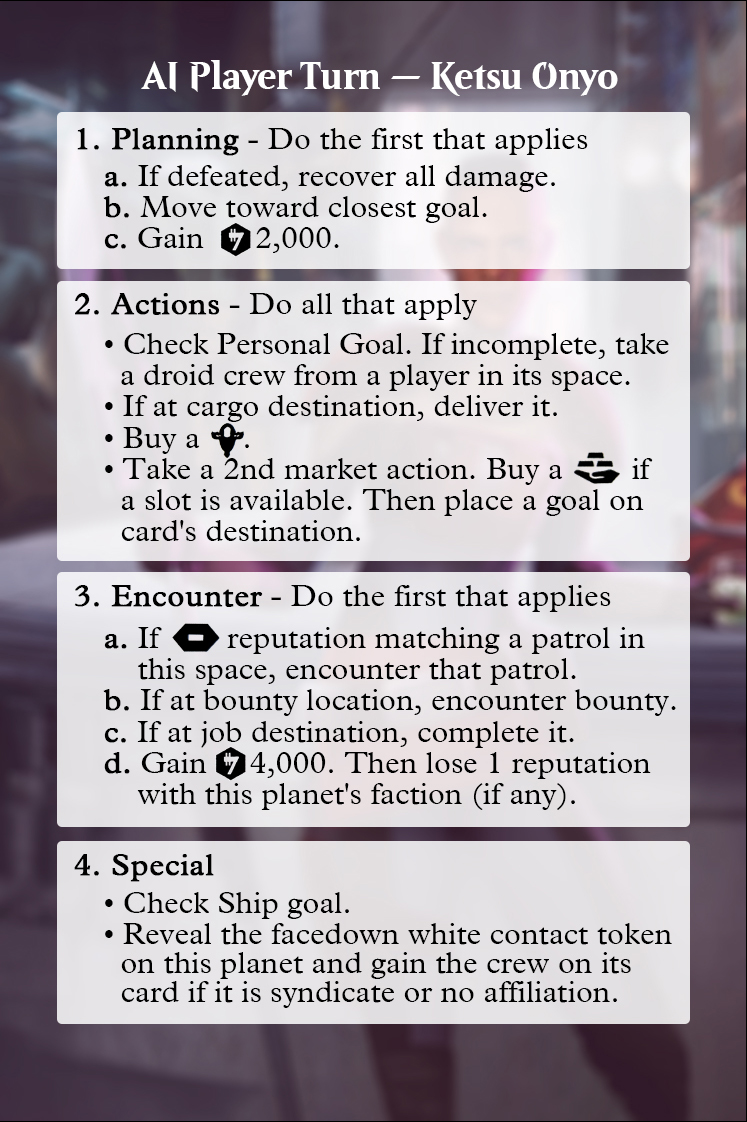 AI Player Turn — Ketsu Onyo
1. Planning - Do the first that applies
a. If defeated, recover all damage.
b. Move toward closest goal.
c. Gain 2,000.
2. Actions - Do all that apply
• Check Personal Goal. If incomplete, take
a droid crew from a player in its space.
• If at cargo destination, deliver it.
• Buy a .
• Take a 2nd market action. Buy a if
a slot is available. Then place a goal on
card's destination.
3. Encounter - Do the first that applies
a. If reputation matching a patrol in
this space, encounter that patrol.
b. If at bounty location, encounter bounty.
c. If at job destination, complete it.
d. Gain 4,000. Then lose 1 reputation
with this planet's faction (if any).
4. Special
• Check Ship goal.
• Reveal the facedown white contact token
on this planet and gain the crew on its
card if it is syndicate or no affiliation.